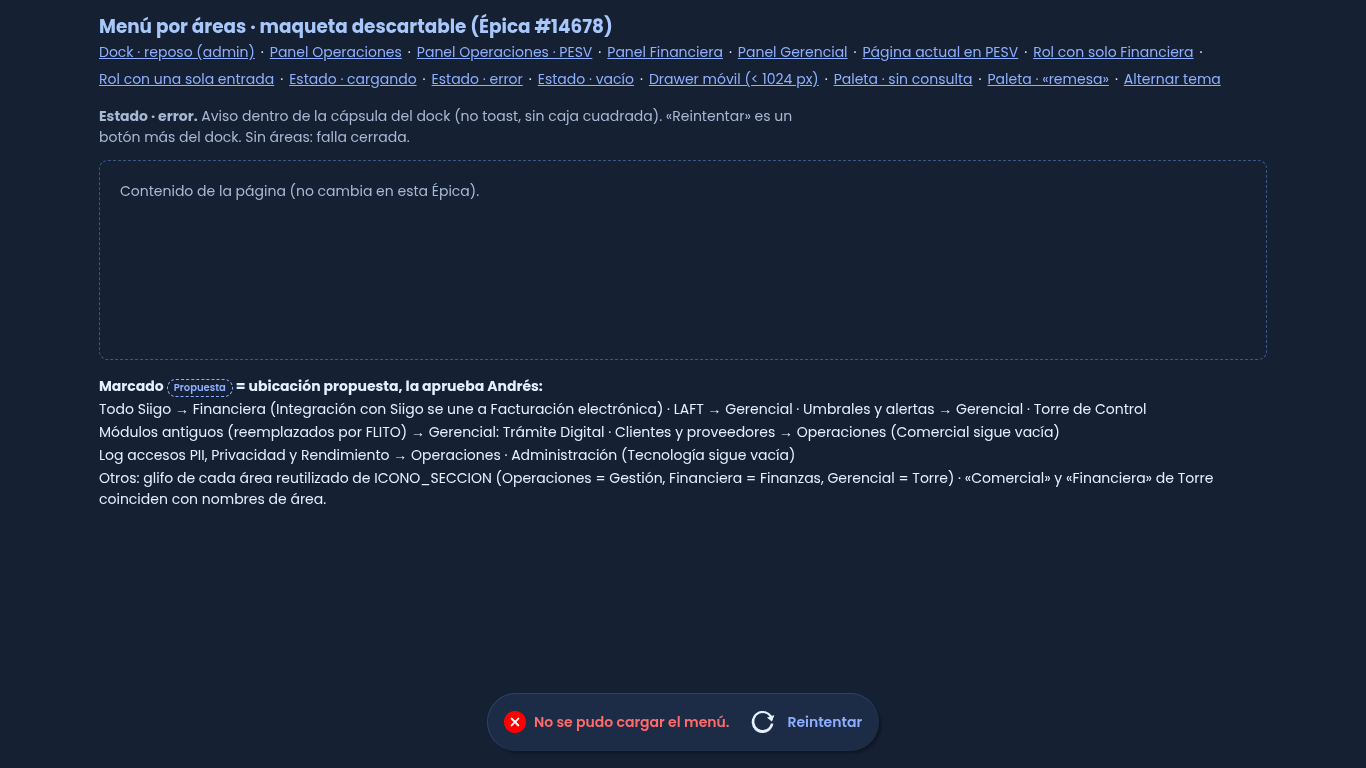 Menú por áreas · maqueta descartable (Épica #14678)
Dock · reposo (admin) · Panel Operaciones · Panel Operaciones · PESV · Panel Financiera · Panel Gerencial · Página actual en PESV · Rol con solo Financiera ·
Rol con una sola entrada · Estado · cargando · Estado · error · Estado · vacío · Drawer móvil (< 1024 px) · Paleta · sin consulta · Paleta · «remesa» · Alternar tema
Estado · error. Aviso dentro de la cápsula del dock (no toast, sin caja cuadrada). «Reintentar» es un
botón más del dock. Sin áreas: falla cerrada.
Contenido de la página (no cambia en esta Épica).
Marcado Propuesta = ubicación propuesta, la aprueba Andrés:
Todo Siigo → Financiera (Integración con Siigo se une a Facturación electrónica) · LAFT → Gerencial · Umbrales y alertas → Gerencial · Torre de Control
Módulos antiguos (reemplazados por FLITO) → Gerencial: Trámite Digital · Clientes y proveedores → Operaciones (Comercial sigue vacía)
Log accesos PII, Privacidad y Rendimiento → Operaciones · Administración (Tecnología sigue vacía)
Otros: glifo de cada área reutilizado de ICONO_SECCION (Operaciones = Gestión, Financiera = Finanzas, Gerencial = Torre) · «Comercial» y «Financiera» de Torre
coinciden con nombres de área.
No se pudo cargar el menú. Reintentar